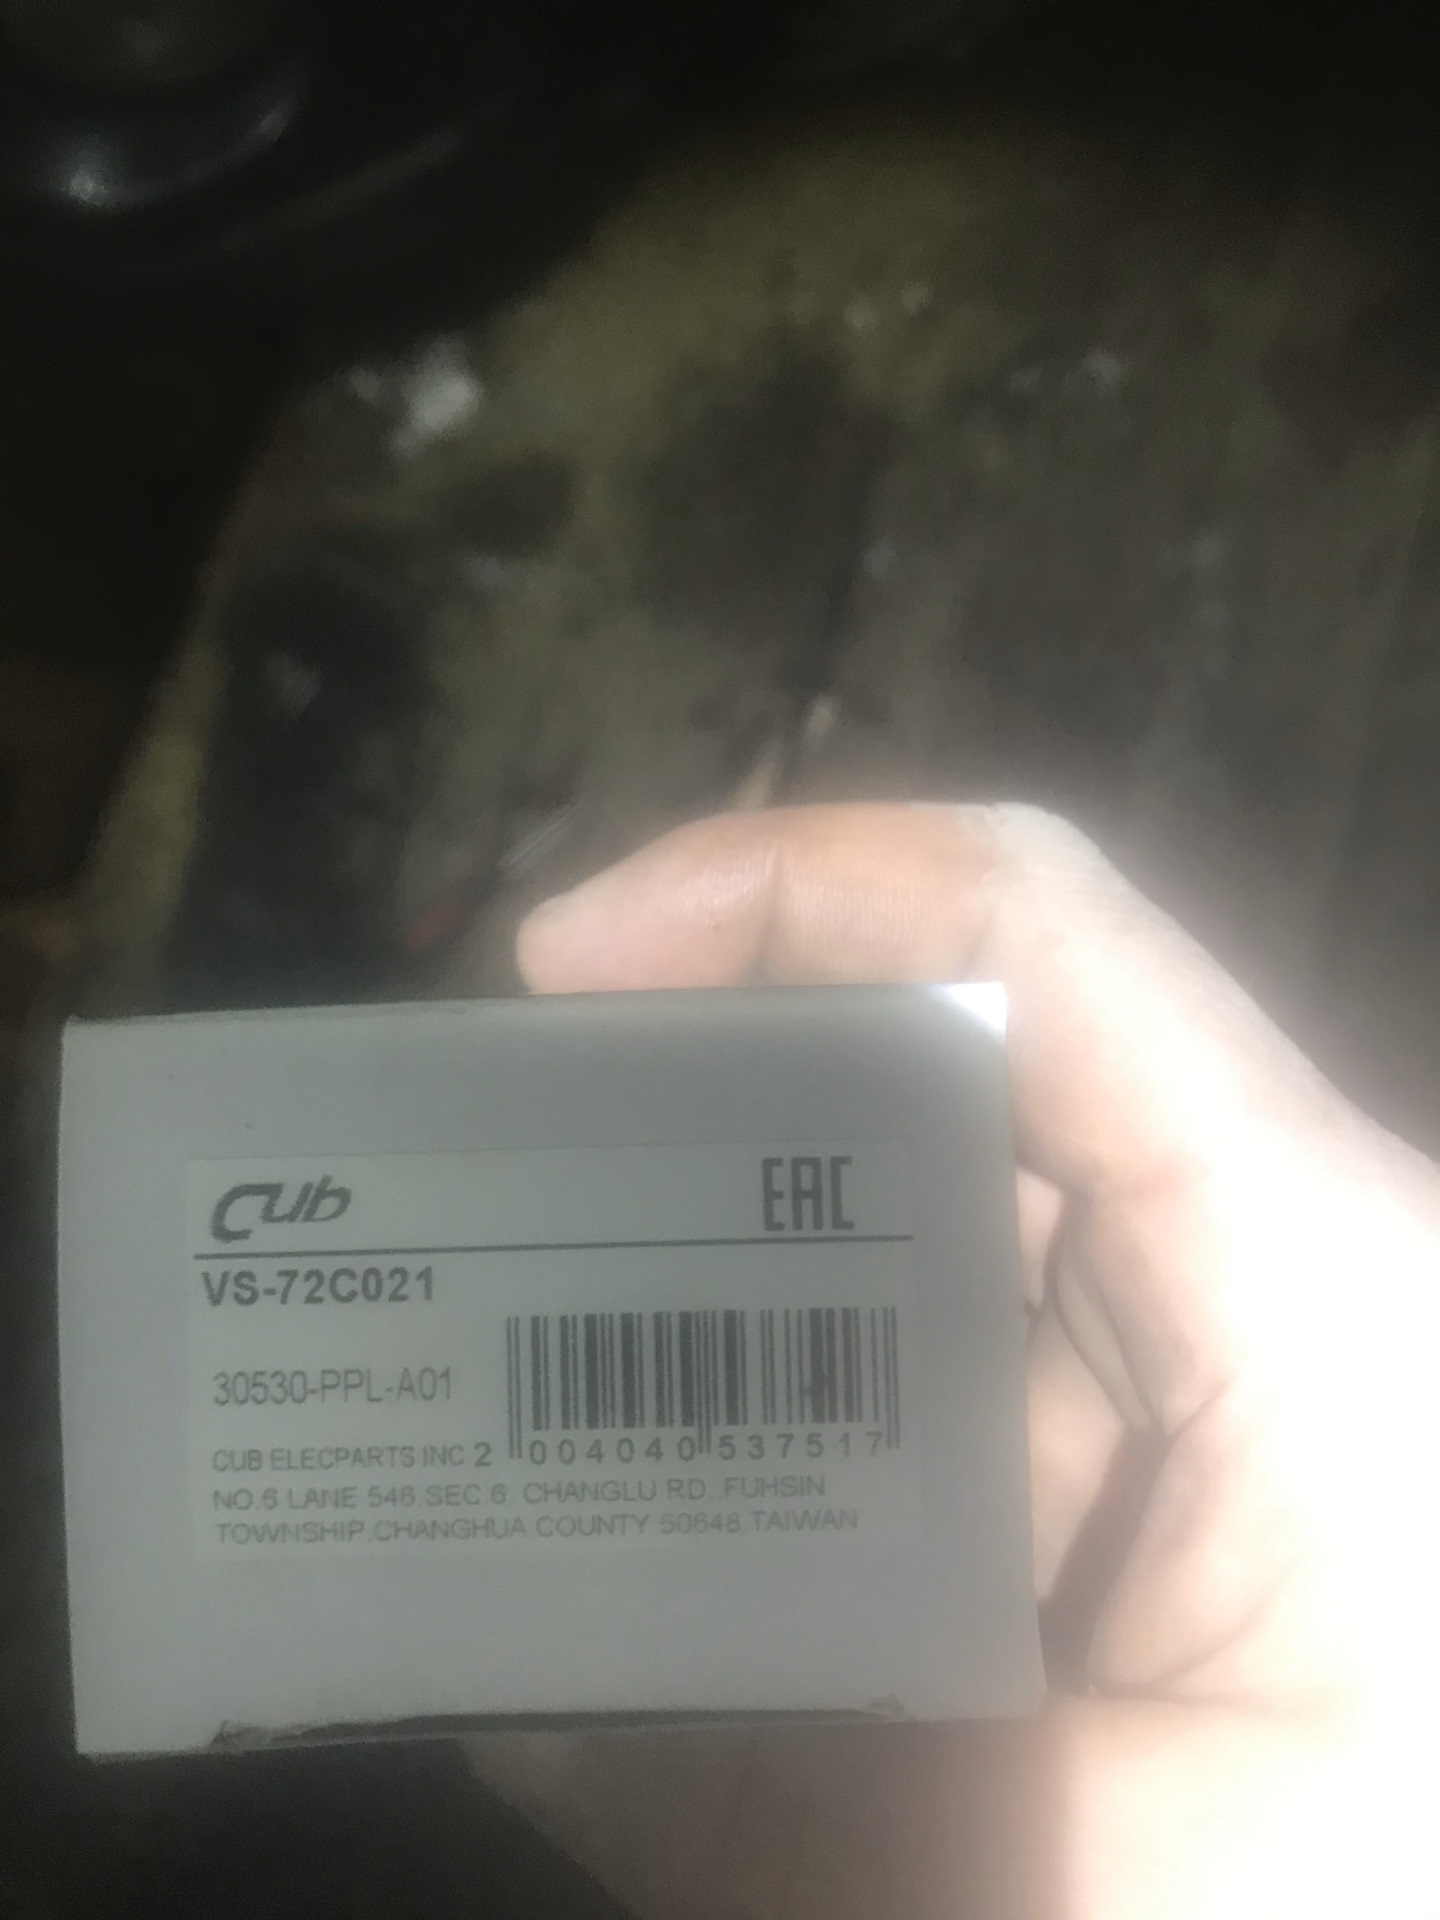 Cub EAC
VS-72C021
30530-PPL-A01
CUB ELECPARTS INC 2 004040 537517
NO.6 LANE 546,SEC.6, CHANGLU RD.,FUHSIN
TOWNSHIP,CHANGHUA COUNTY 50648,TAIWAN